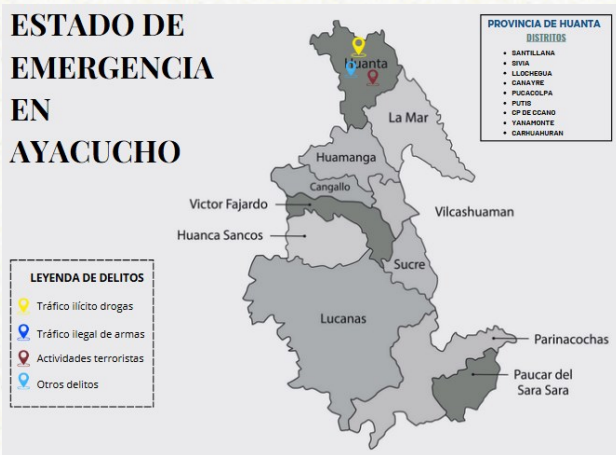 ESTADO DE
EMERGENCIA
EN
AYACUCHO
PROVINCIA DE HUANTA
DISTRITOS
• SANTILLANA
• SIVIA
• LLOCHEGUA
• CANAYRE
• PUCACOLPA
• PUTIS
• CP DE CCANO
• YANAMONTE
• CARHUAHURAN
Huanta
La Mar
Huamanga
Cangallo
Victor Fajardo
Vilcashuaman
Huanca Sancos
Sucre
Lucanas
Parinacochas
Paucar del
Sara Sara
LEYENDA DE DELITOS
Tráfico ilícito drogas
Tráfico ilegal de armas
Actividades terroristas
Otros delitos